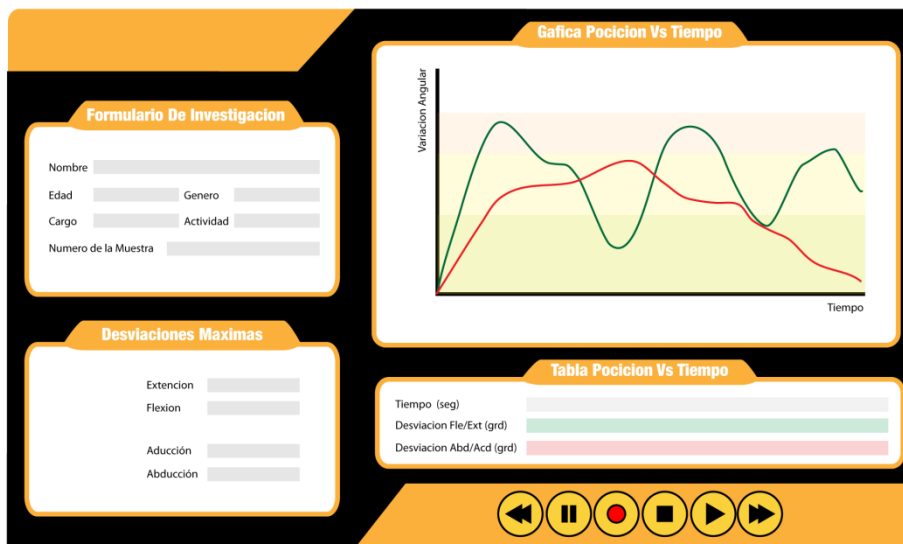 Formulario De Investigacion
Nombre
Edad Genero
Cargo Actividad
Numero de la Muestra
Desviaciones Maximas
Extencion
Flexion
Aducción
Abducción
Gafica Pocicion Vs Tiempo
Variacion Angular
Tiempo
Tabla Pocicion Vs Tiempo
Tiempo (seg)
Desviacion Fle/Ext (grd)
Desviacion Abd/Acd (grd)